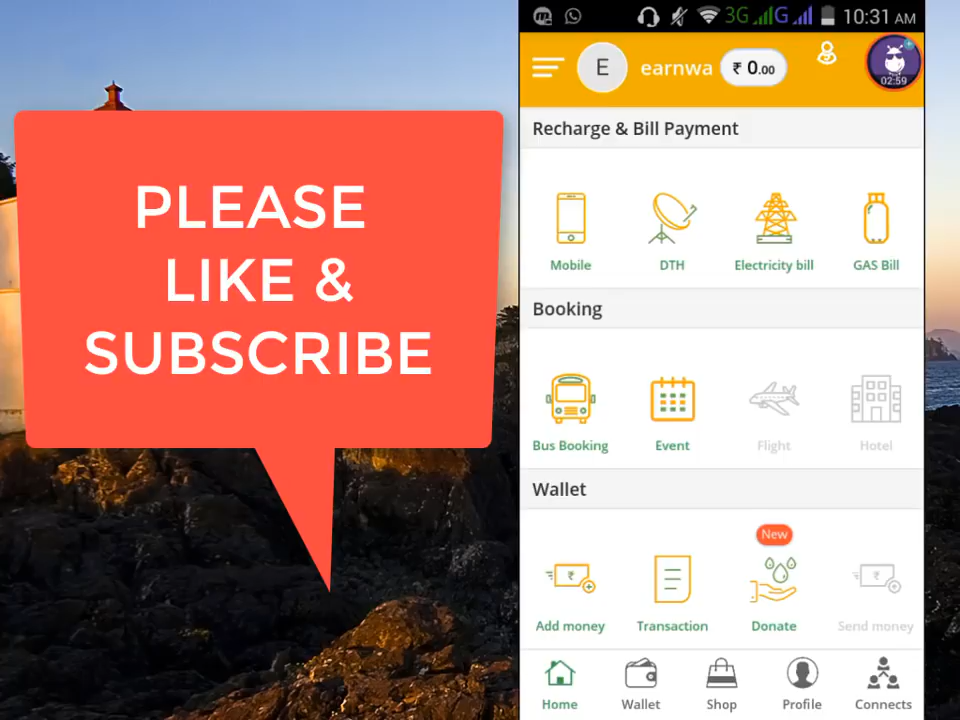 PLEASE
LIKE &
SUBSCRIBE
3G G 10:31 AM
E earnwa ₹ 0.00 02:59
Recharge & Bill Payment
Mobile DTH Electricity bill GAS Bill
Booking
Bus Booking Event Flight Hotel
Wallet
New
Add money Transaction Donate Send money
Home Wallet Shop Profile Connects